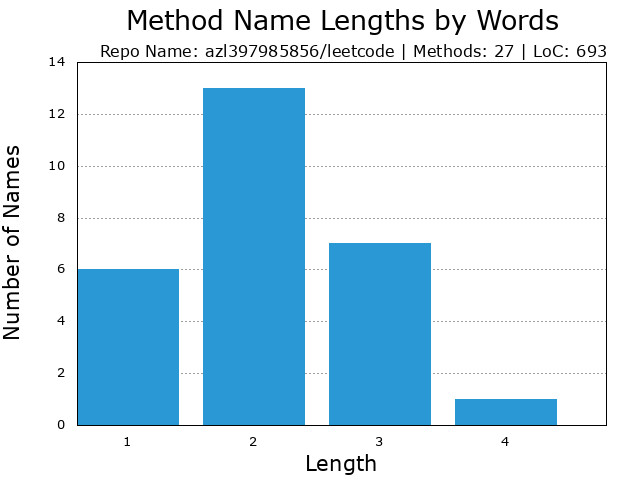 Method Name Lengths by Words
Repo Name: azl397985856/leetcode | Methods: 27 | LoC: 693
Number of Names
14
12
10
8
6
4
2
0
1 2 3 4
Length